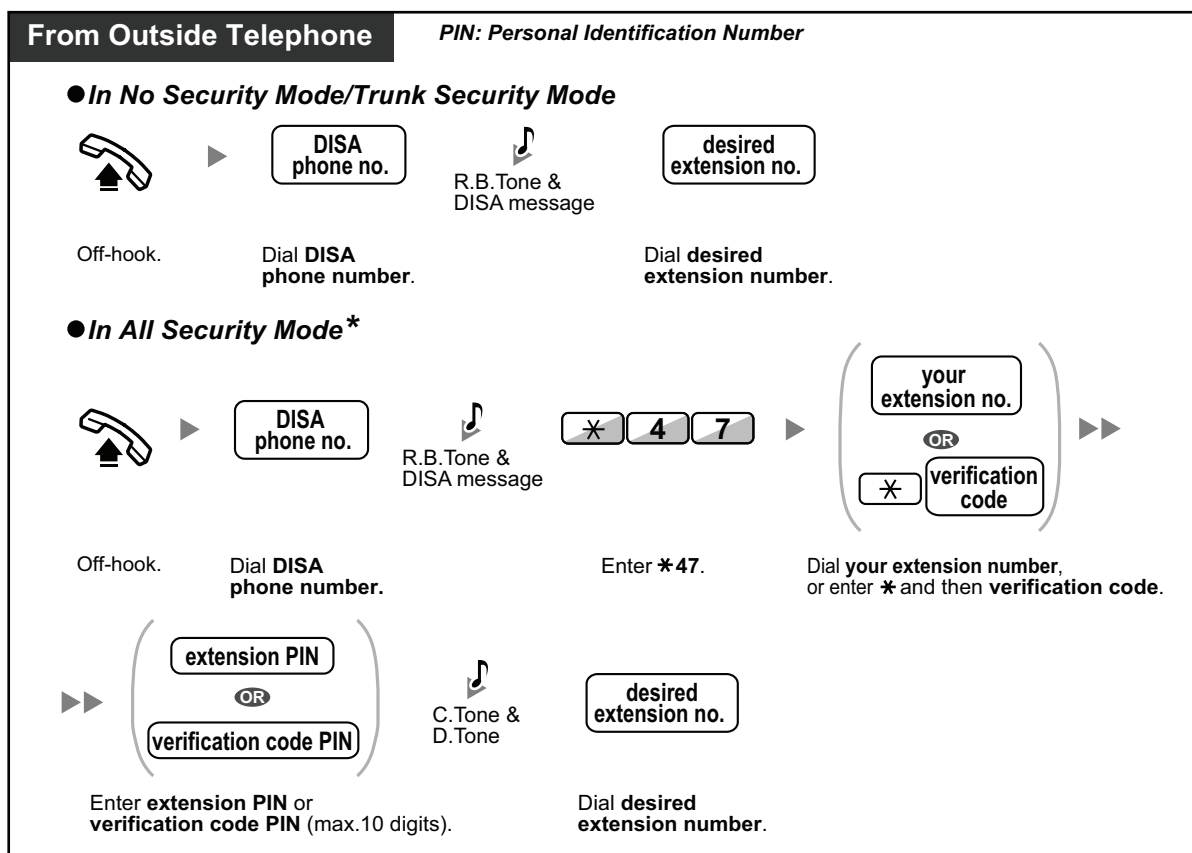 From Outside Telephone
PIN: Personal Identification Number
●In No Security Mode/Trunk Security Mode
DISA
phone no.
R.B.Tone &
DISA message
desired
extension no.
Off-hook.
Dial DISA
phone number.
Dial desired
extension number.
●In All Security Mode*
DISA
phone no.
R.B.Tone &
DISA message
* 4 7
your
extension no.
OR
* verification
code
Off-hook.
Dial DISA
phone number.
Enter *47.
Dial your extension number,
or enter * and then verification code.
extension PIN
OR
verification code PIN
C.Tone &
D.Tone
desired
extension no.
Enter extension PIN or
verification code PIN (max.10 digits).
Dial desired
extension number.